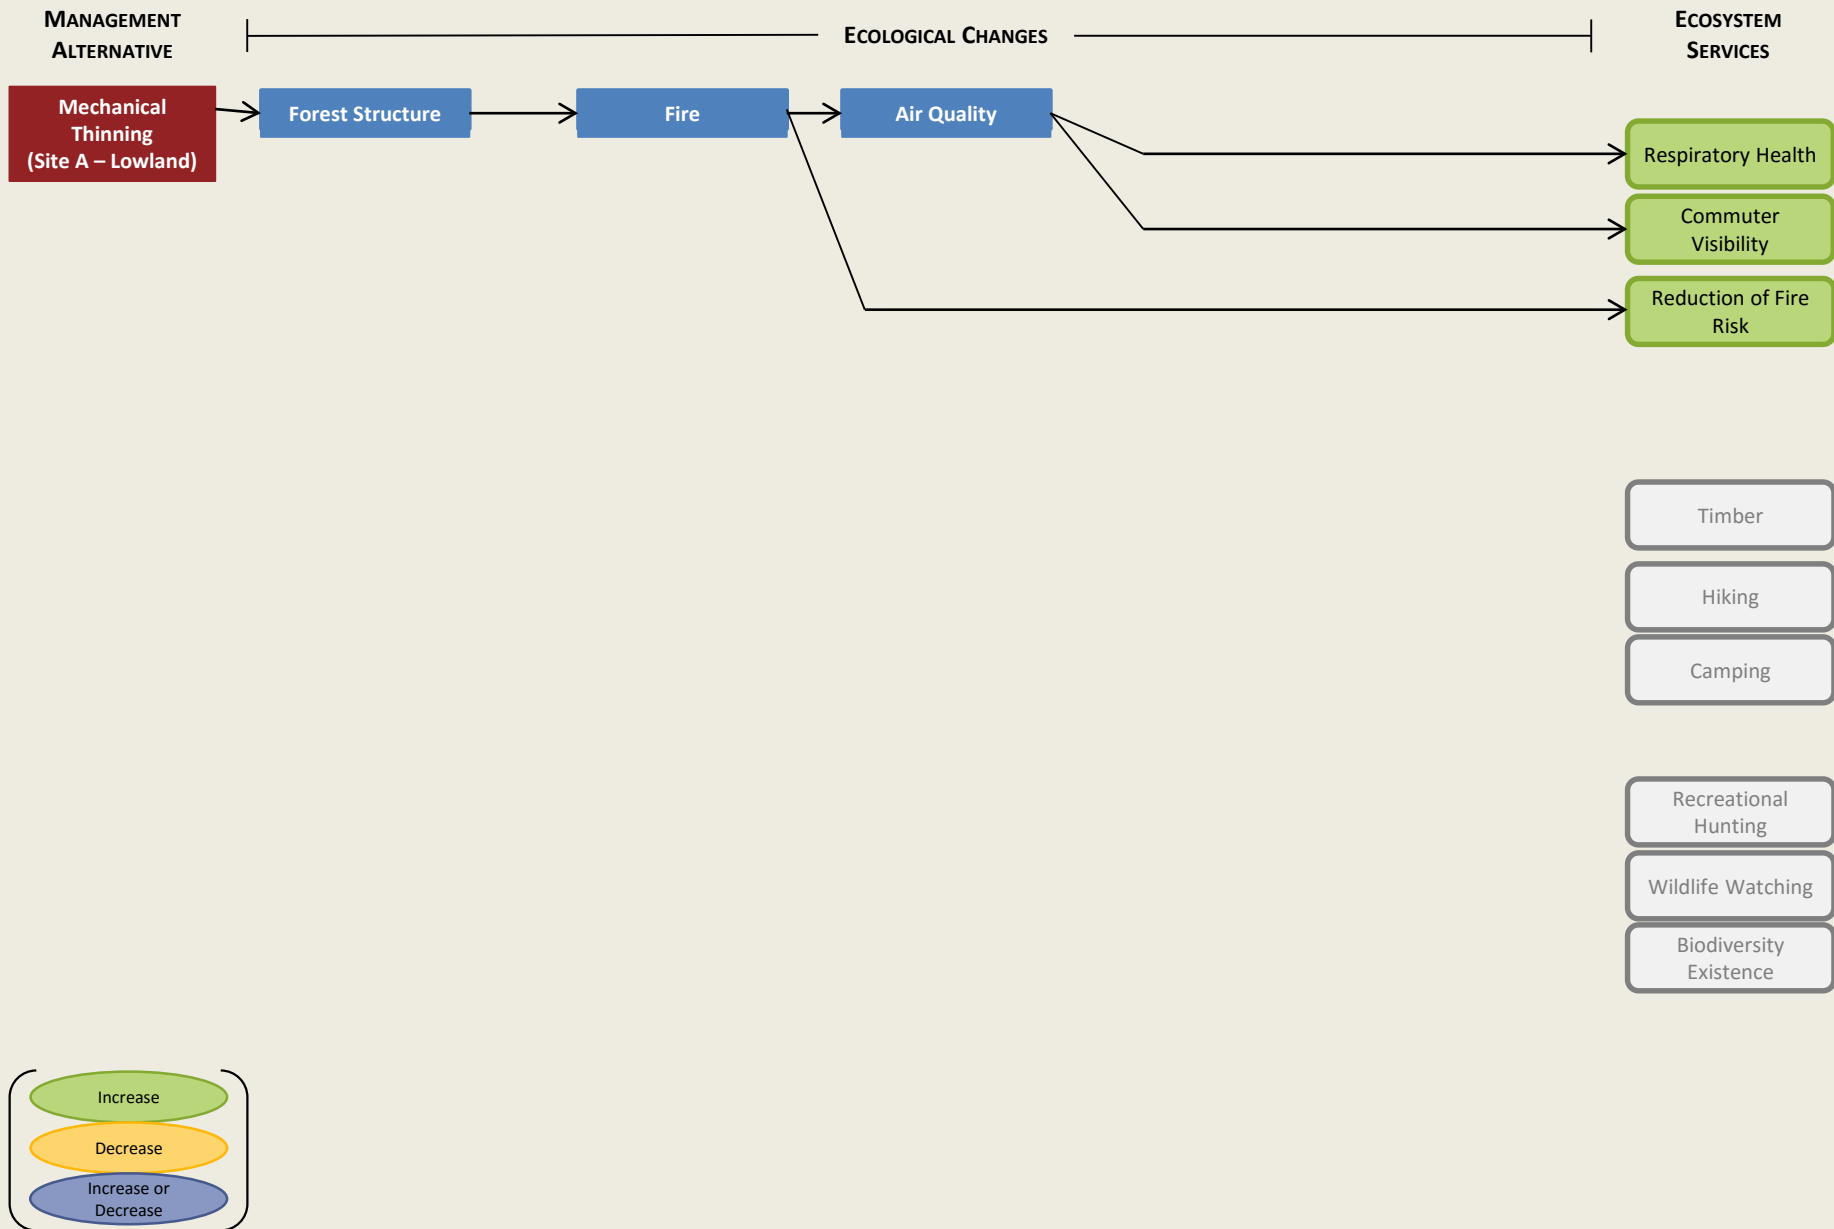 MANAGEMENT
ALTERNATIVE
ECOLOGICAL CHANGES
ECOSYSTEM
SERVICES
Mechanical
Thinning
(Site A – Lowland)
Forest Structure
Fire
Air Quality
Respiratory Health
Commuter
Visibility
Reduction of Fire
Risk
Timber
Hiking
Camping
Recreational
Hunting
Wildlife Watching
Biodiversity
Existence
Increase
Decrease
Increase or
Decrease